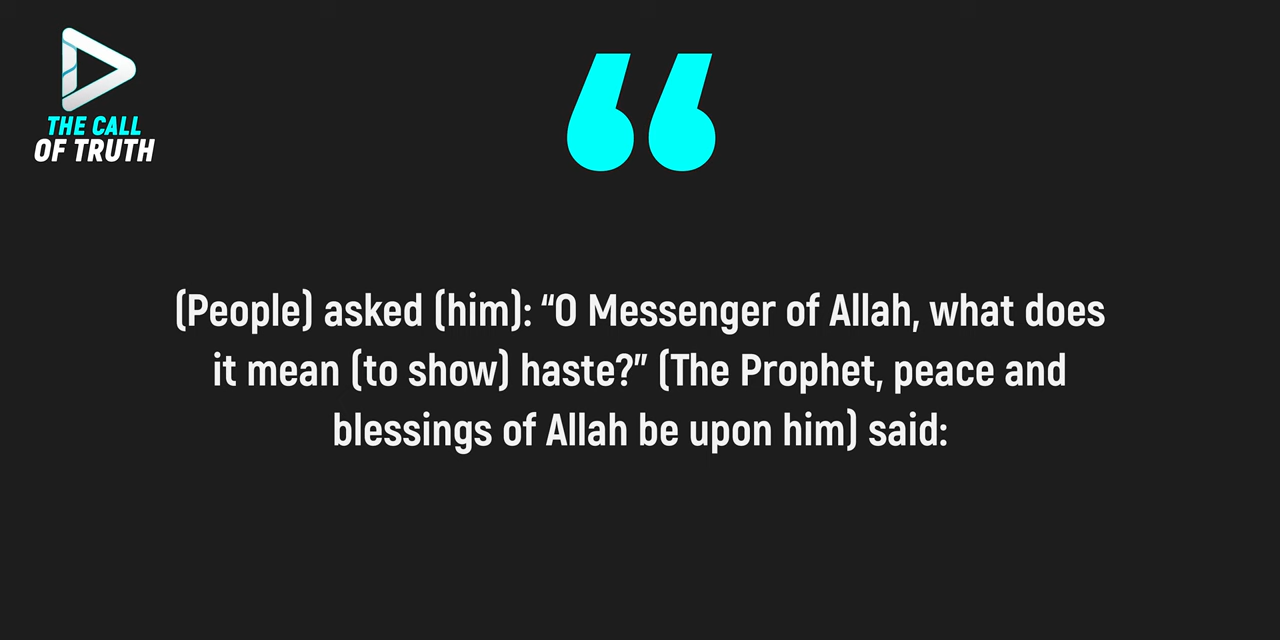 THE CALL
OF TRUTH
“
(People) asked (him): “O Messenger of Allah, what does
it mean (to show) haste?” (The Prophet, peace and
blessings of Allah be upon him) said: